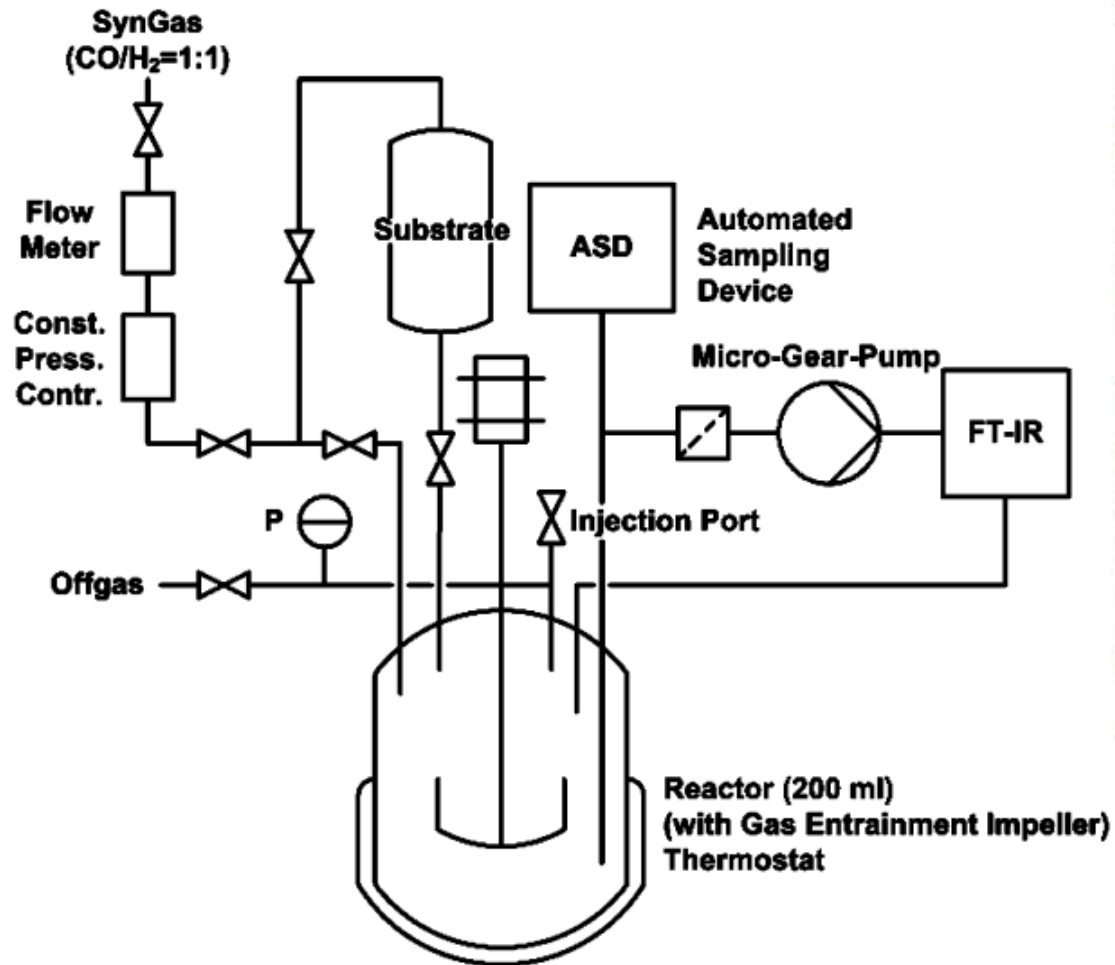 SynGas
(CO/H₂=1:1)
Flow
Meter
Const.
Press.
Contr.
Substrate
ASD
Automated
Sampling
Device
Micro-Gear-Pump
FT-IR
P
Injection Port
Offgas
Reactor (200 ml)
(with Gas Entrainment Impeller)
Thermostat